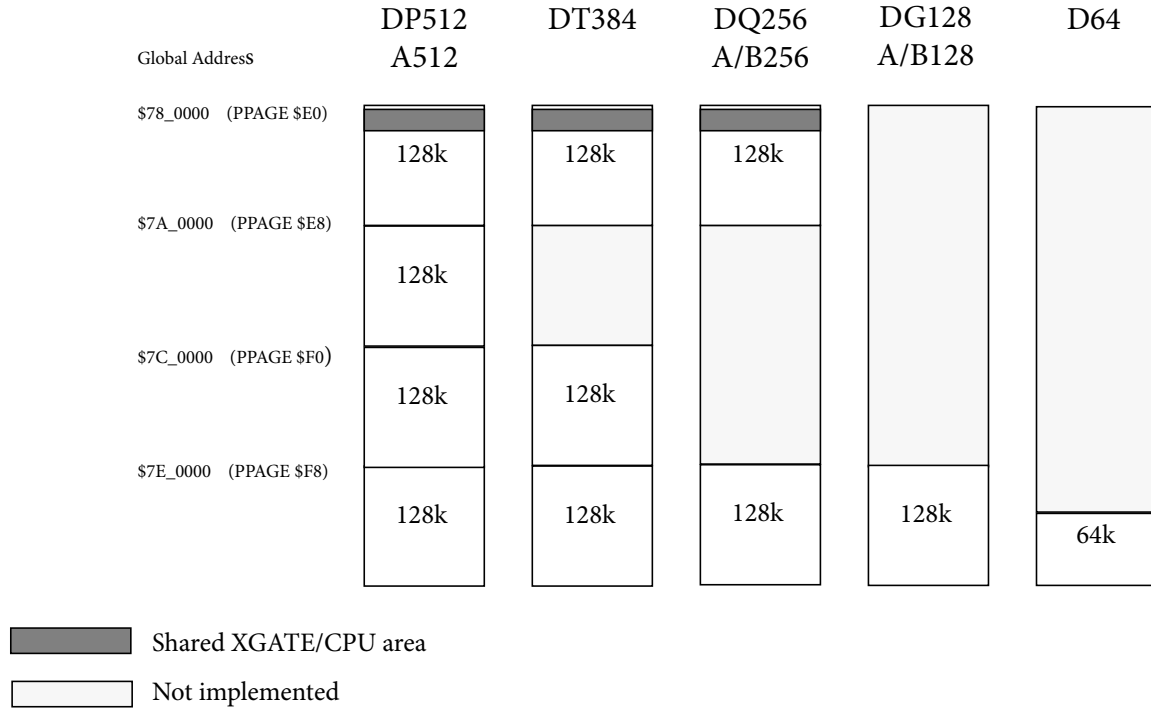 DP512 DT384 DQ256 DG128 D64
Global Address A512 A/B256 A/B128
$78_0000 (PPAGE $E0)
128k 128k 128k
$7A_0000 (PPAGE $E8)
128k
$7C_0000 (PPAGE $F0)
128k 128k
$7E_0000 (PPAGE $F8)
128k 128k 128k 128k 64k
Shared XGATE/CPU area
Not implemented